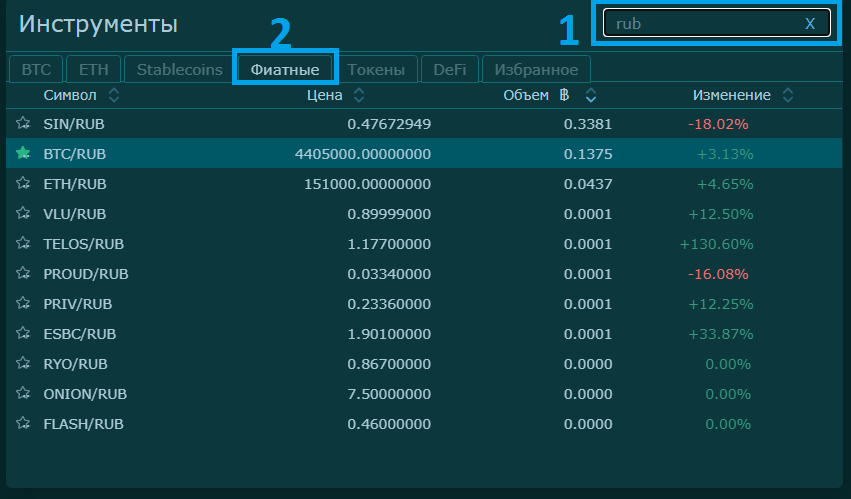 Инструменты 2 1 rub X
BTC ETH Stablecoins Фиатные Токены DeFi Избранное
Символ Цена Объем ฿ Изменение
SIN/RUB 0.47672949 0.3381 -18.02%
BTC/RUB 4405000.00000000 0.1375 +3.13%
ETH/RUB 151000.00000000 0.0437 +4.65%
VLU/RUB 0.89999000 0.0001 +12.50%
TELOS/RUB 1.17700000 0.0001 +130.60%
PROUD/RUB 0.03340000 0.0001 -16.08%
PRIV/RUB 0.23360000 0.0001 +12.25%
ESBC/RUB 1.90100000 0.0001 +33.87%
RYO/RUB 0.86700000 0.0000 0.00%
ONION/RUB 7.50000000 0.0000 0.00%
FLASH/RUB 0.46000000 0.0000 0.00%